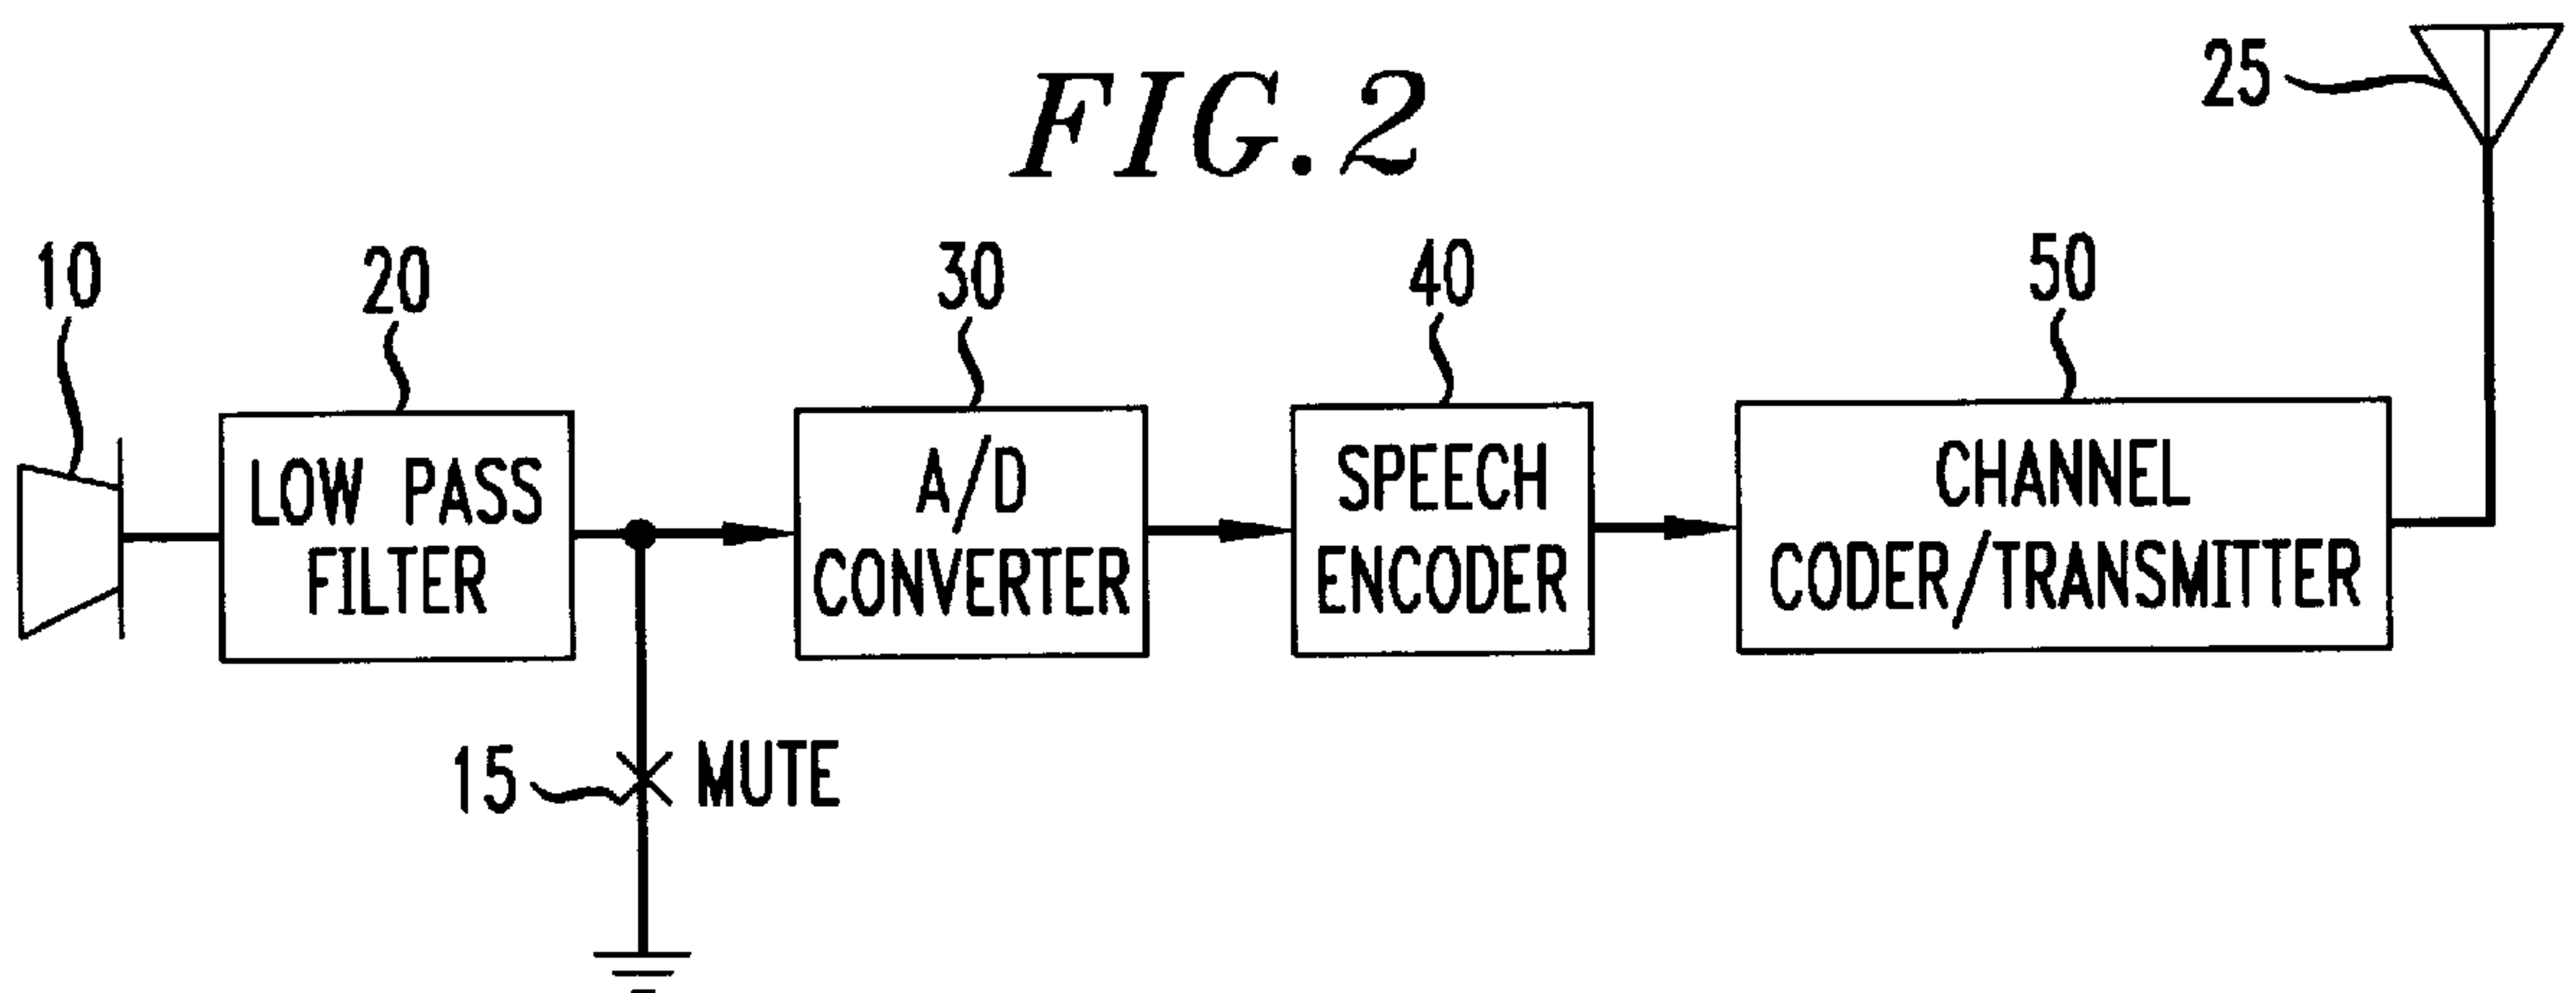 FIG.2
25
10
20
30
40
50
LOW PASS
FILTER
A/D
CONVERTER
SPEECH
ENCODER
CHANNEL
CODER/TRANSMITTER
15
MUTE